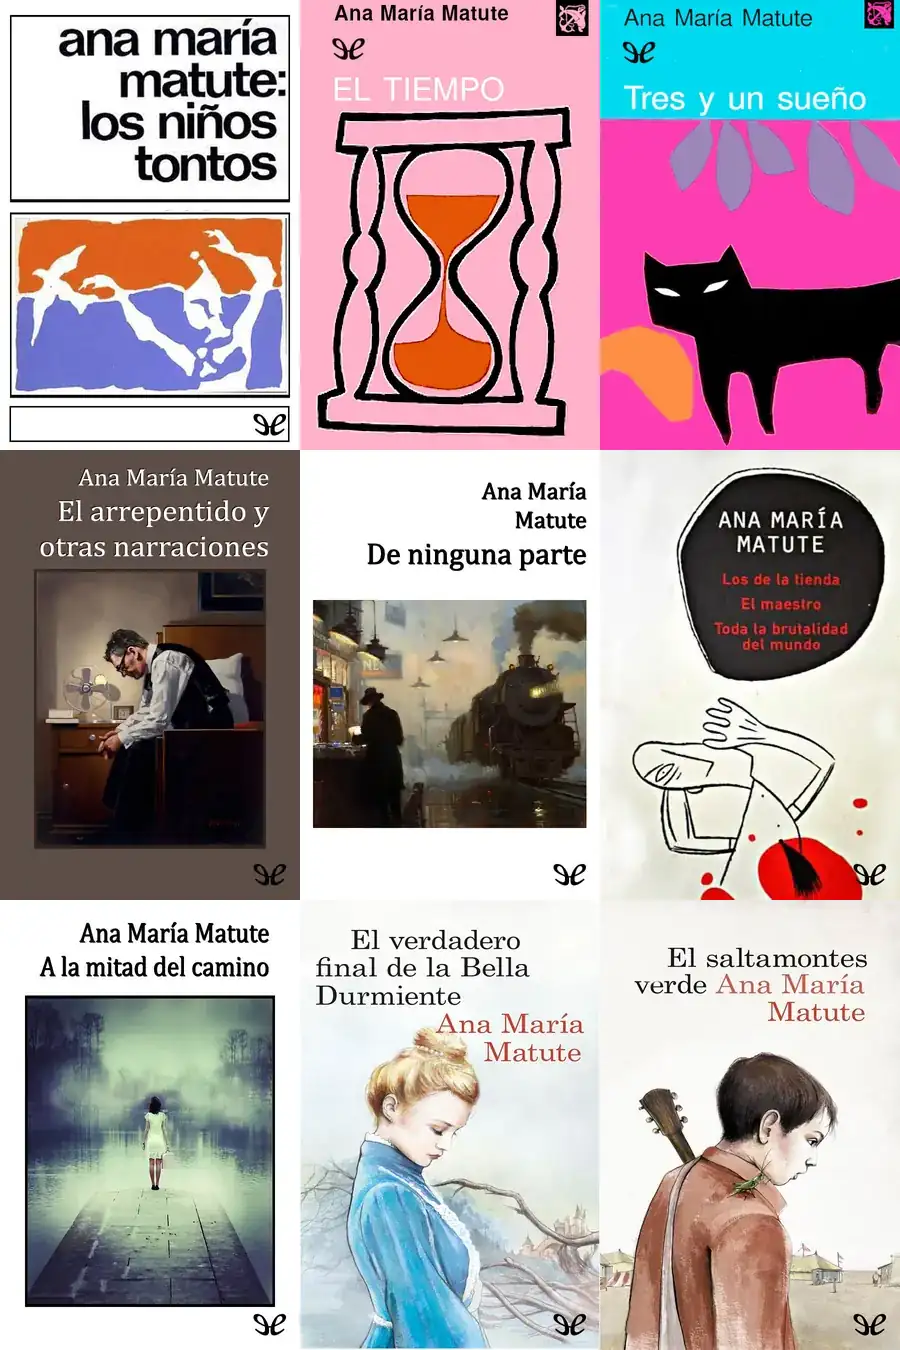 ana maría
matute:
los niños
tontos
Ana María Matute
EL TIEMPO
Ana María Matute
Tres y un sueño
Ana María Matute
El arrepentido y
otras narraciones
Ana María
Matute
De ninguna parte
ANA MARÍA
MATUTE
Los de la tienda
El maestro
Toda la brutalidad
del mundo
Ana María Matute
A la mitad del camino
El verdadero
final de la Bella
Durmiente
Ana María
Matute
El saltamontes
verde Ana María
Matute